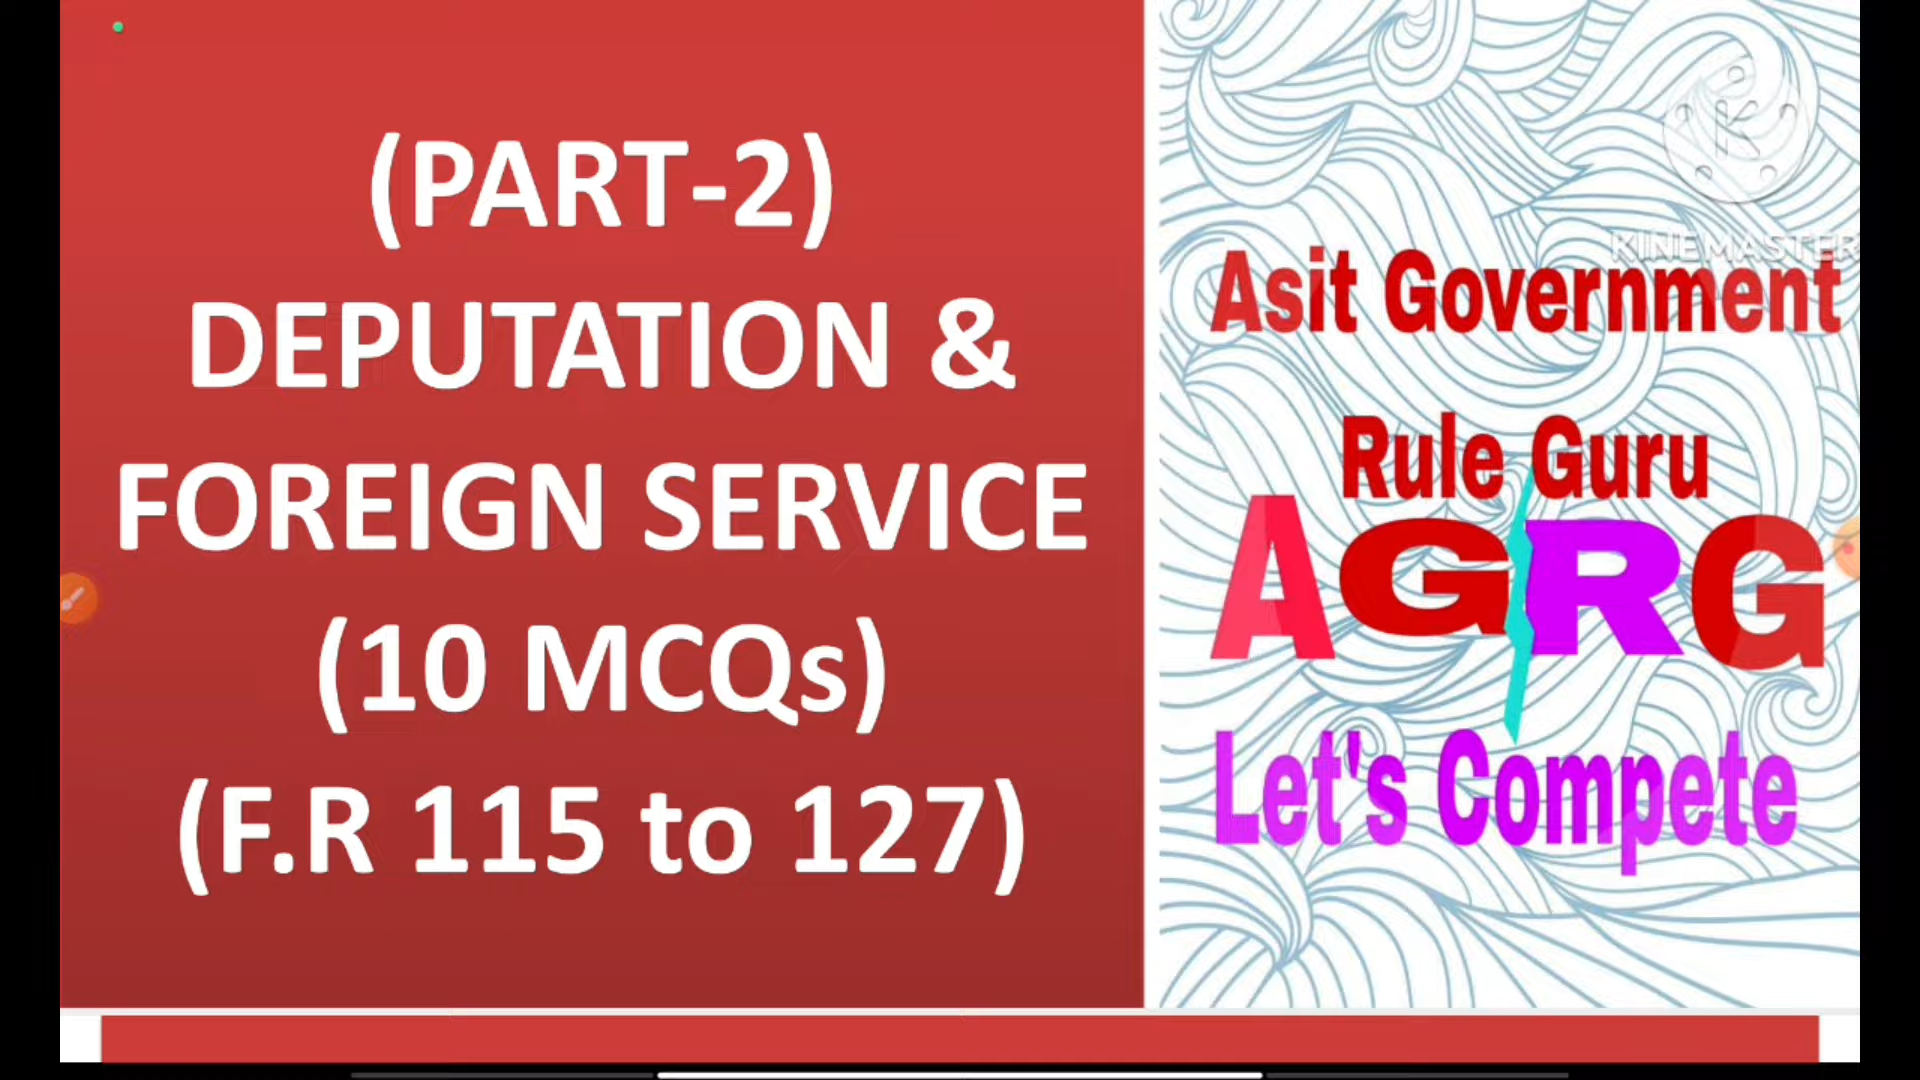 (PART-2)
DEPUTATION &
FOREIGN SERVICE
(10 MCQs)
(F.R 115 to 127)
K
KINEMASTER
Asit Government
Rule Guru
AGRG
Let's Compete